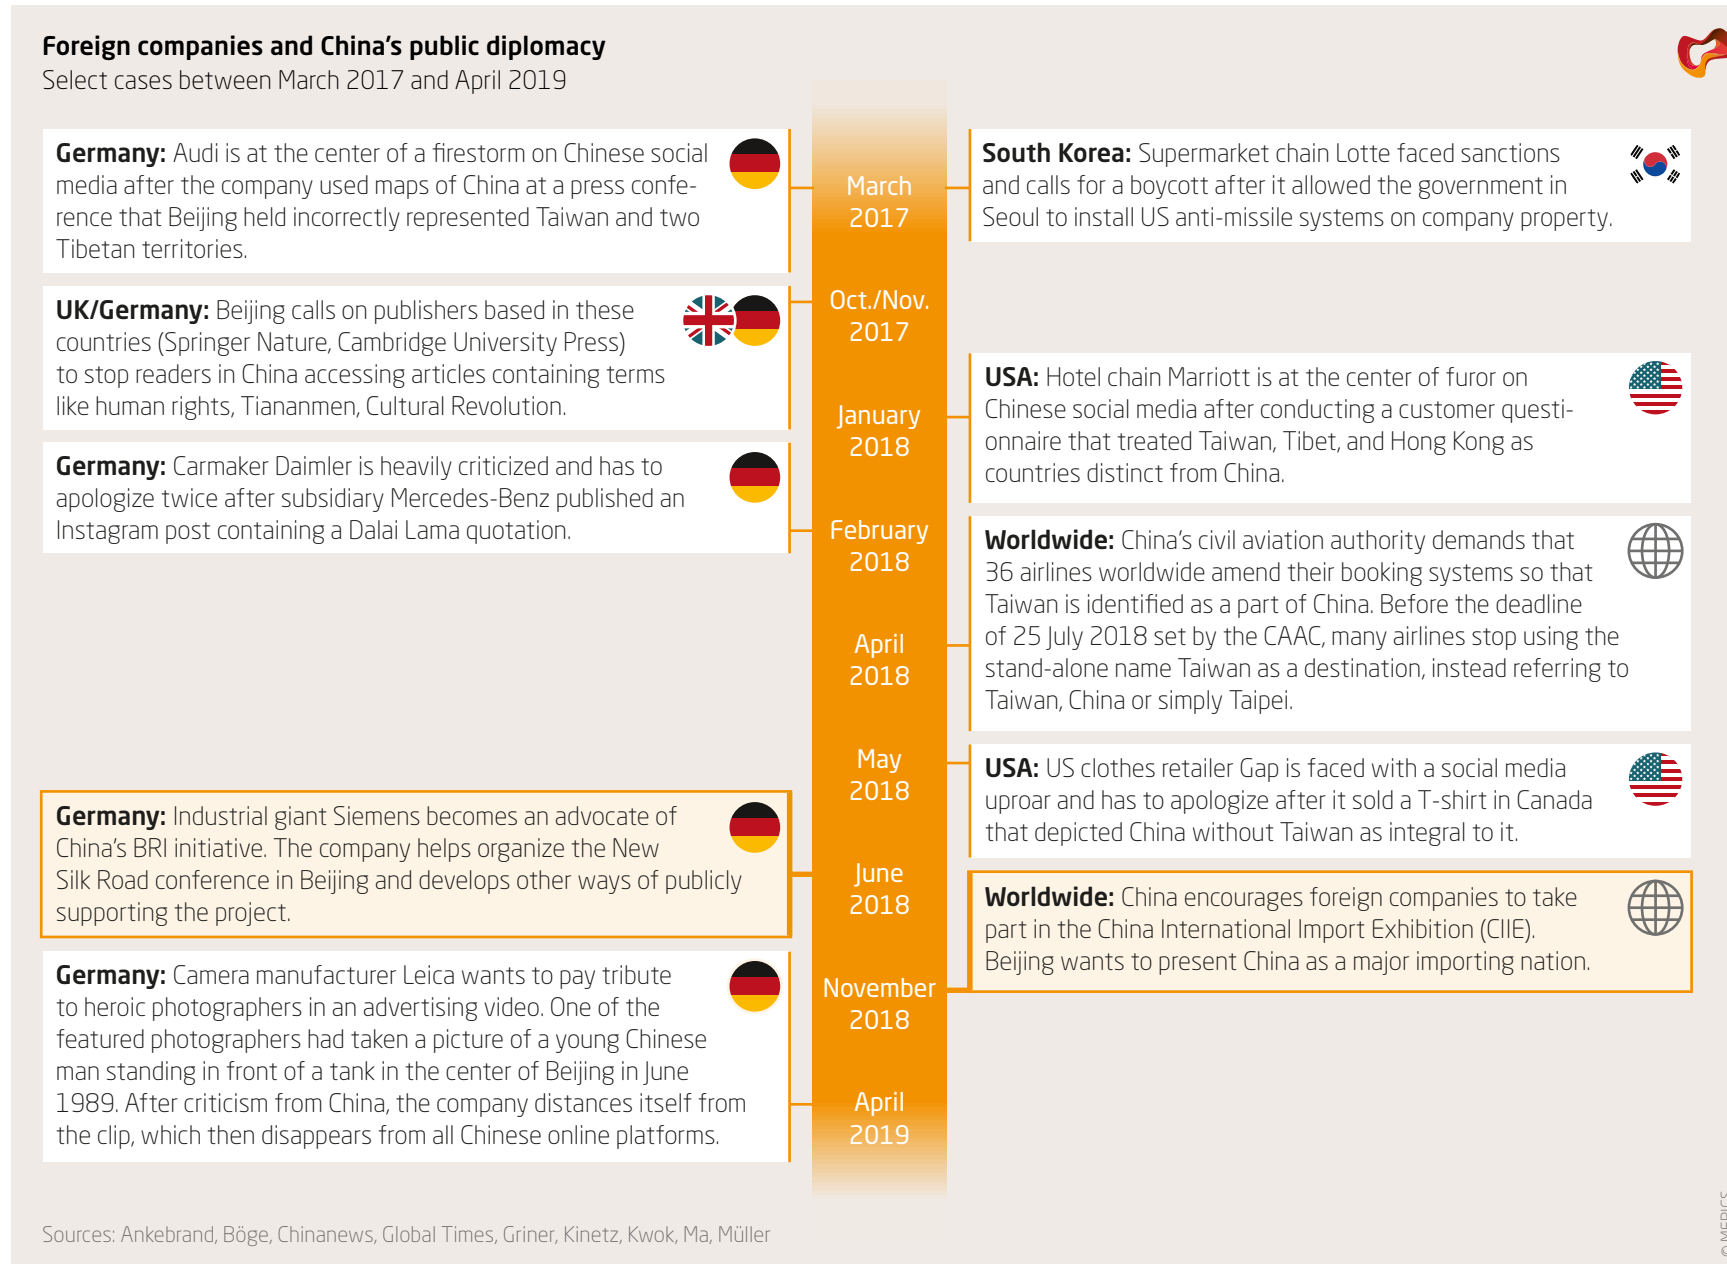 Foreign companies and China's public diplomacy
Select cases between March 2017 and April 2019
Germany: Audi is at the center of a firestorm on Chinese social
media after the company used maps of China at a press confe-
rence that Beijing held incorrectly represented Taiwan and two
Tibetan territories.
March
2017
South Korea: Supermarket chain Lotte faced sanctions
and calls for a boycott after it allowed the government in
Seoul to install US anti-missile systems on company property.
UK/Germany: Beijing calls on publishers based in these
countries (Springer Nature, Cambridge University Press)
to stop readers in China accessing articles containing terms
like human rights, Tiananmen, Cultural Revolution.
Oct./Nov.
2017
January
2018
USA: Hotel chain Marriott is at the center of furor on
Chinese social media after conducting a customer questi-
onnaire that treated Taiwan, Tibet, and Hong Kong as
countries distinct from China.
Germany: Carmaker Daimler is heavily criticized and has to
apologize twice after subsidiary Mercedes-Benz published an
Instagram post containing a Dalai Lama quotation.
February
2018
April
2018
Worldwide: China's civil aviation authority demands that
36 airlines worldwide amend their booking systems so that
Taiwan is identified as a part of China. Before the deadline
of 25 July 2018 set by the CAAC, many airlines stop using the
stand-alone name Taiwan as a destination, instead referring to
Taiwan, China or simply Taipei.
May
2018
USA: US clothes retailer Gap is faced with a social media
uproar and has to apologize after it sold a T-shirt in Canada
that depicted China without Taiwan as integral to it.
Germany: Industrial giant Siemens becomes an advocate of
China's BRI initiative. The company helps organize the New
Silk Road conference in Beijing and develops other ways of publicly
supporting the project.
June
2018
Worldwide: China encourages foreign companies to take
part in the China International Import Exhibition (CIIE).
Beijing wants to present China as a major importing nation.
November
2018
Germany: Camera manufacturer Leica wants to pay tribute
to heroic photographers in an advertising video. One of the
featured photographers had taken a picture of a young Chinese
man standing in front of a tank in the center of Beijing in June
1989. After criticism from China, the company distances itself from
the clip, which then disappears from all Chinese online platforms.
April
2019
Sources: Ankebrand, Böge, Chinanews, Global Times, Griner, Kinetz, Kwok, Ma, Müller
© MERICS